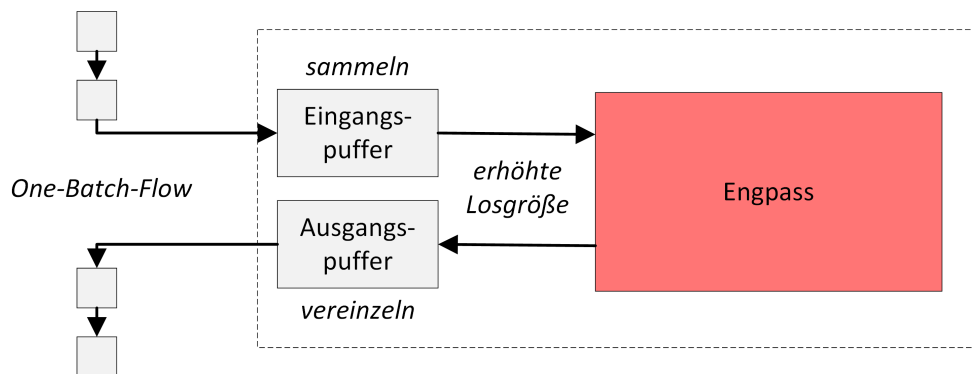 sammeln
Eingangs-
puffer
erhöhte
Losgröße
Engpass
One-Batch-Flow
Ausgangs-
puffer
vereinzeln